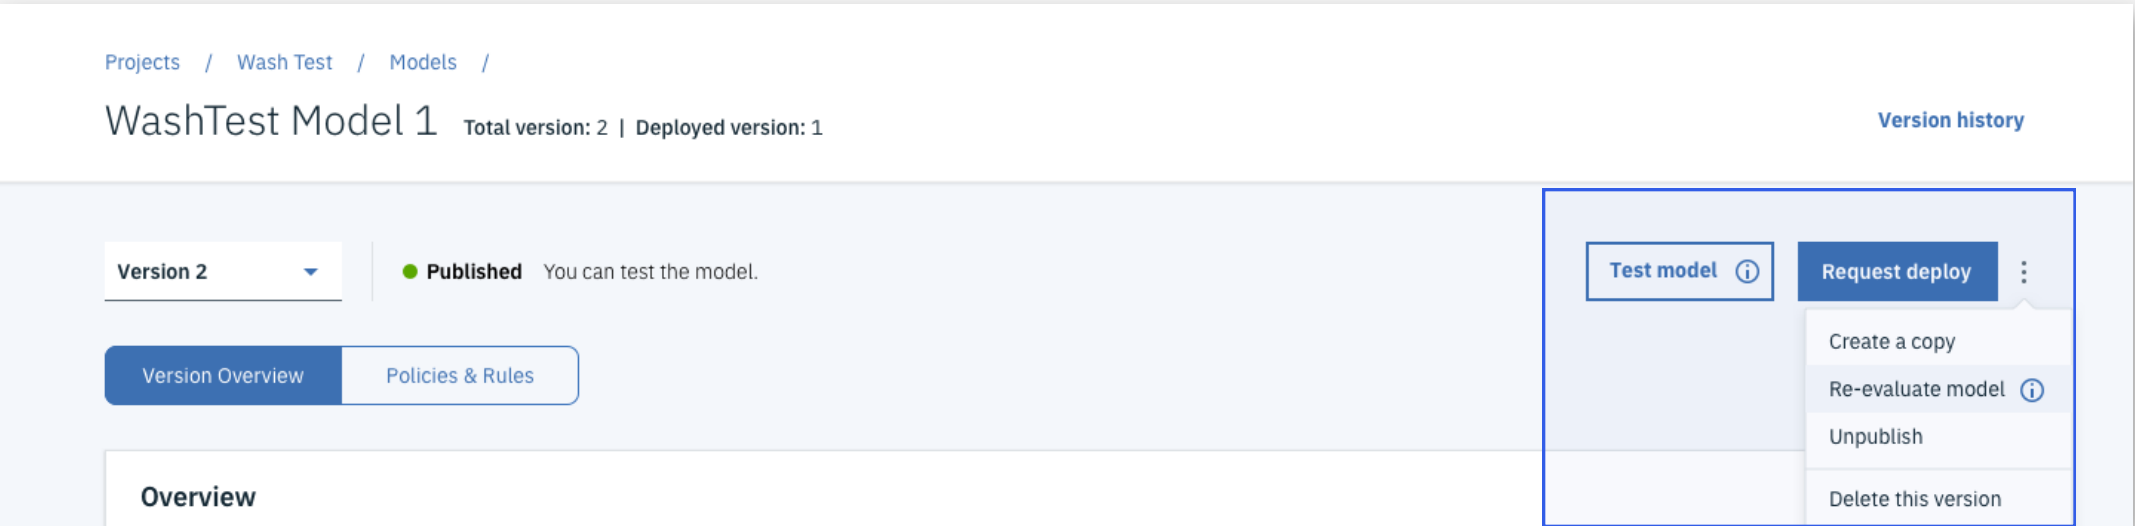 Projects / Wash Test / Models /
WashTest Model 1 Total version: 2 | Deployed version: 1
Version history
Version 2
Published You can test the model.
Test model
Request deploy
Version Overview
Policies & Rules
Create a copy
Re-evaluate model
Unpublish
Delete this version
Overview